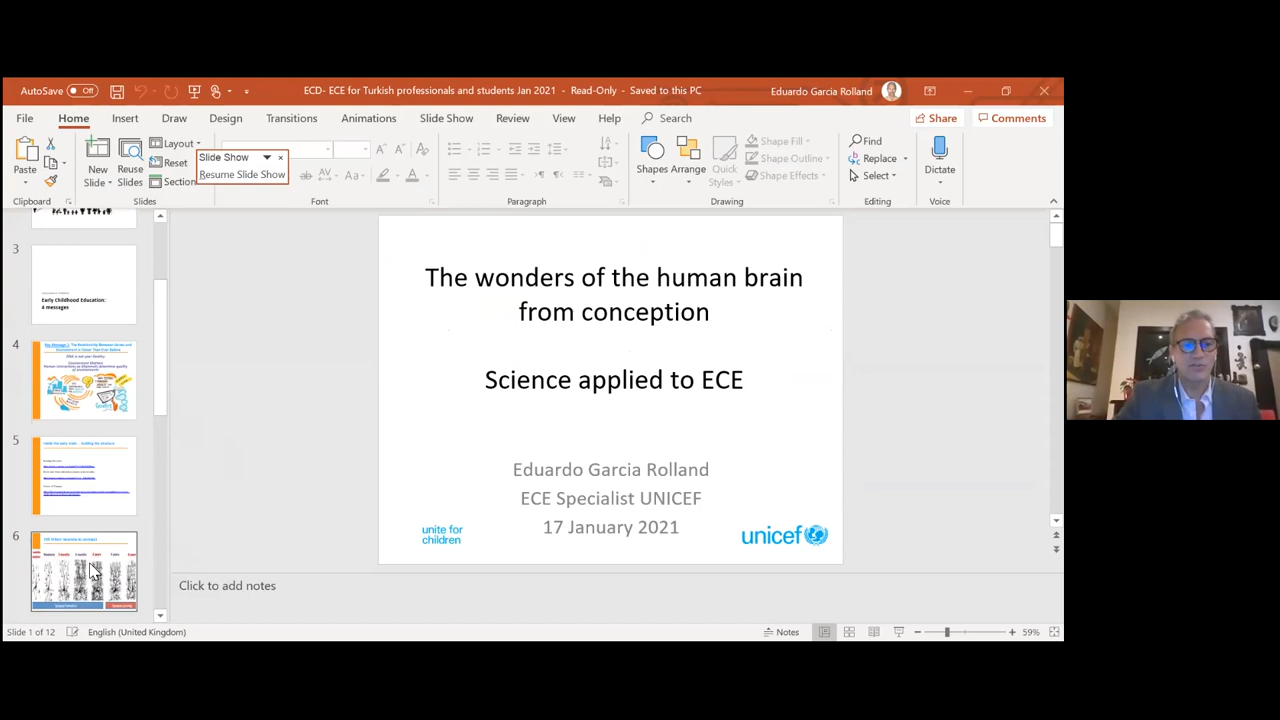 AutoSave Off
ECD- ECE for Turkish professionals and students Jan 2021 - Read-Only - Saved to this PC
Eduardo Garcia Rolland
File Home Insert Draw Design Transitions Animations Slide Show Review View Help Search
Share Comments
Paste
New Slides
Reuse Slides
Layout
Reset
Section
Slide Show
Resume Slide Show
Shapes
Arrange
Quick Styles
Shape Fill
Shape Outline
Shape Effects
Find
Replace
Select
Dictate
Clipboard Slides Font Paragraph Drawing Editing Voice
3
Early Childhood Education:
4 messages
4
5
6
The wonders of the human brain
from conception
Science applied to ECE
Eduardo Garcia Rolland
ECE Specialist UNICEF
17 January 2021
unite for
children
unicef
Click to add notes
Slide 1 of 12 English (United Kingdom)
Notes
59%